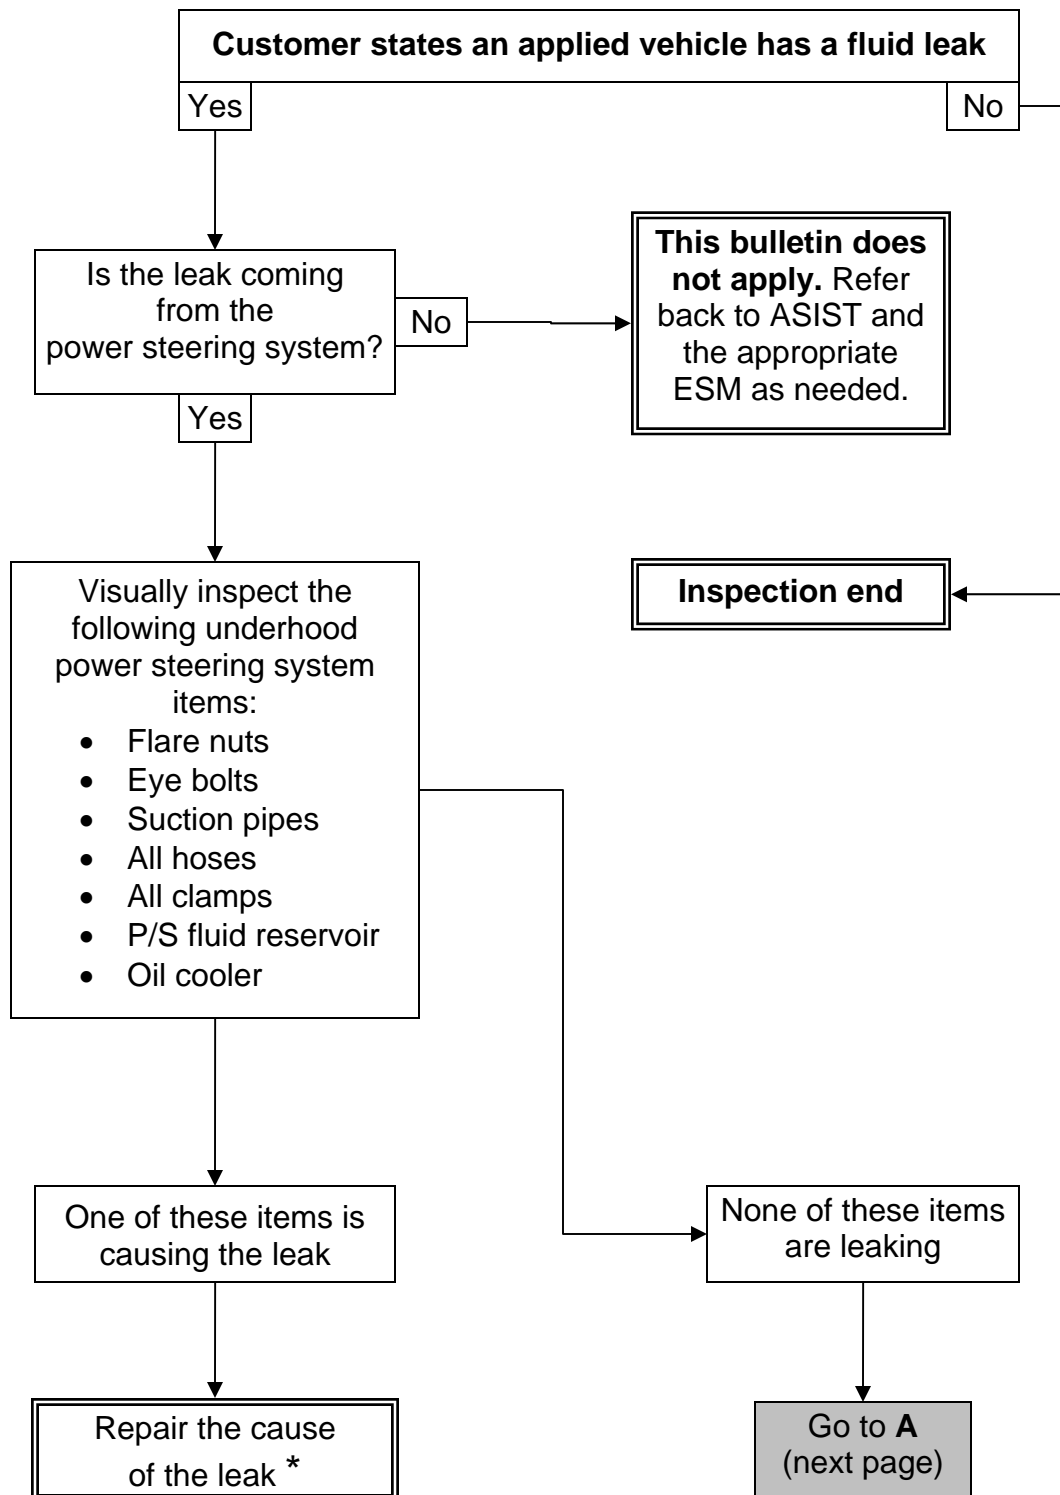 Customer states an applied vehicle has a fluid leak
Yes
No
Is the leak coming
from the
power steering system?
No
Yes
This bulletin does
not apply. Refer
back to ASIST and
the appropriate
ESM as needed.
Inspection end
Visually inspect the
following underhood
power steering system
items:
• Flare nuts
• Eye bolts
• Suction pipes
• All hoses
• All clamps
• P/S fluid reservoir
• Oil cooler
One of these items is
causing the leak
None of these items
are leaking
Repair the cause
of the leak *
Go to A
(next page)